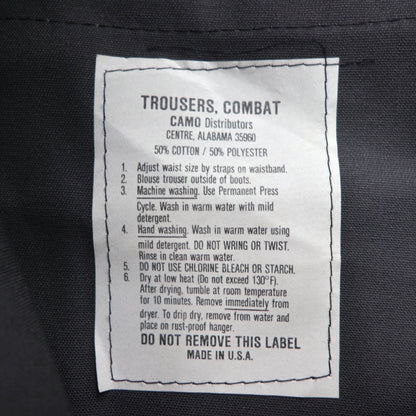 TROUSERS, COMBAT
CAMO Distributors
CENTRE, ALABAMA 35960
50% COTTON / 50% POLYESTER
1. Adjust waist size by straps on waistband.
2. Blouse trouser outside of boots.
3. Machine washing. Use Permanent Press
Cycle. Wash in warm water with mild
detergent.
4. Hand washing. Wash in warm water using
mild detergent. DO NOT WRING OR TWIST.
Rinse in clean warm water.
5. DO NOT USE CHLORINE BLEACH OR STARCH.
6. Dry at low heat (Do not exceed 130°F).
After drying, tumble at room temperature
for 10 minutes. Remove immediately from
dryer. To drip dry, remove from water and
place on rust-proof hanger.
DO NOT REMOVE THIS LABEL
MADE IN U.S.A.